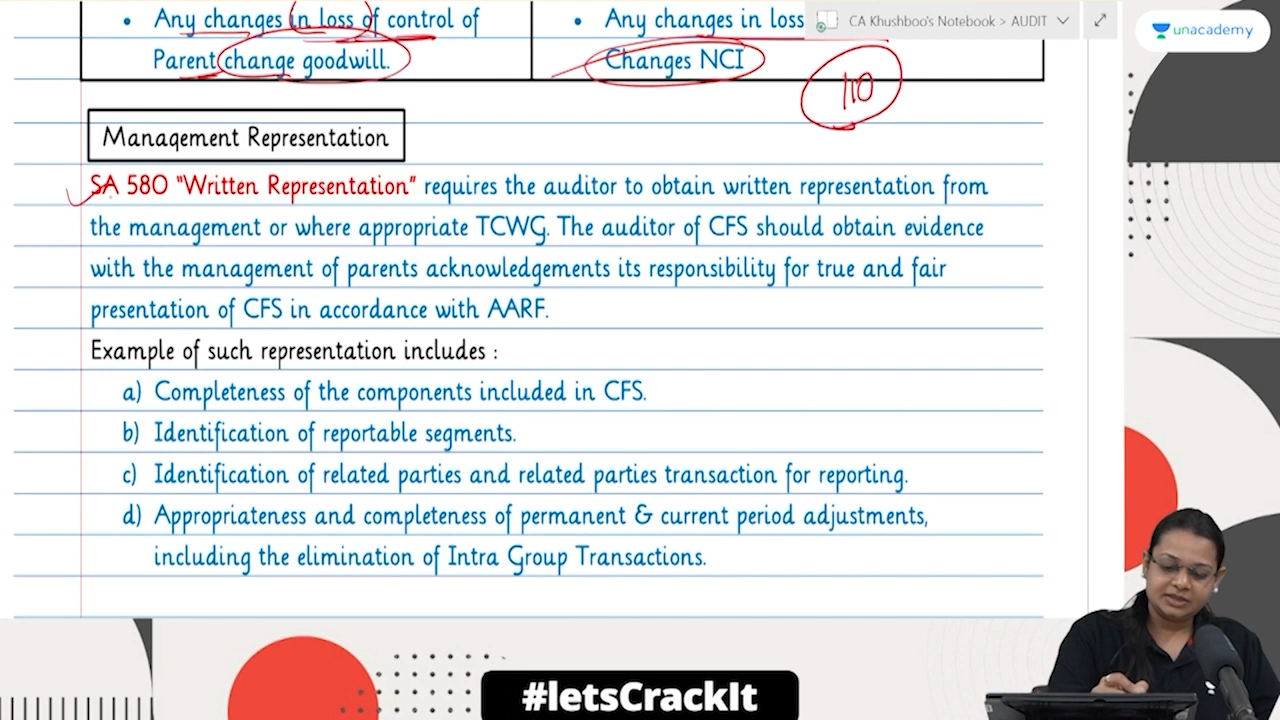 Any changes in loss of control of
Parent change goodwill.
Any changes in loss
Changes NCI
CA Khushboo's Notebook > AUDIT
unacademy
110
Management Representation
SA 580 "Written Representation" requires the auditor to obtain written representation from
the management or where appropriate TCWG. The auditor of CFS should obtain evidence
with the management of parents acknowledgements its responsibility for true and fair
presentation of CFS in accordance with AARF.
Example of such representation includes :
a) Completeness of the components included in CFS.
b) Identification of reportable segments.
c) Identification of related parties and related parties transaction for reporting.
d) Appropriateness and completeness of permanent & current period adjustments,
including the elimination of Intra Group Transactions.
#letsCrackIt